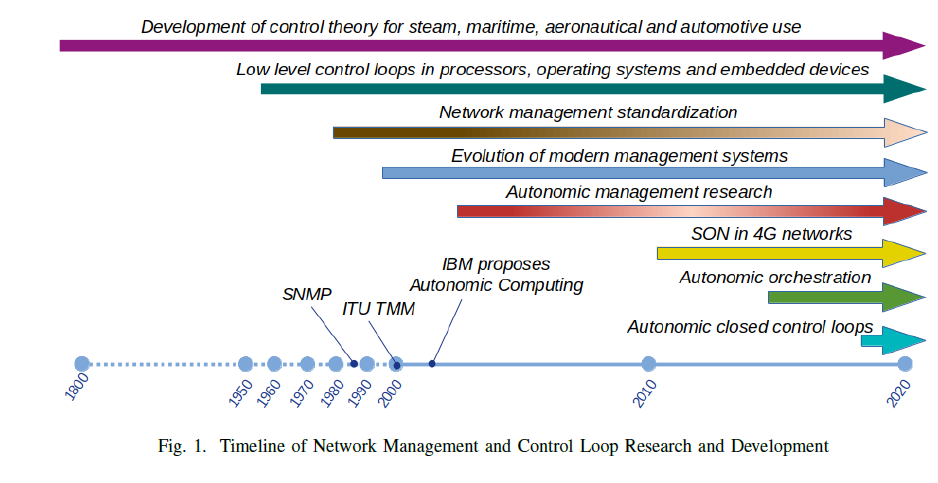 Development of control theory for steam, maritime, aeronautical and automotive use
Low level control loops in processors, operating systems and embedded devices
Network management standardization
Evolution of modern management systems
Autonomic management research
SON in 4G networks
IBM proposes
Autonomic Computing
Autonomic orchestration
SNMP
ITU TMM
Autonomic closed control loops
1800
1950
1960
1970
1980
1990
2000
2010
2020
Fig. 1. Timeline of Network Management and Control Loop Research and Development